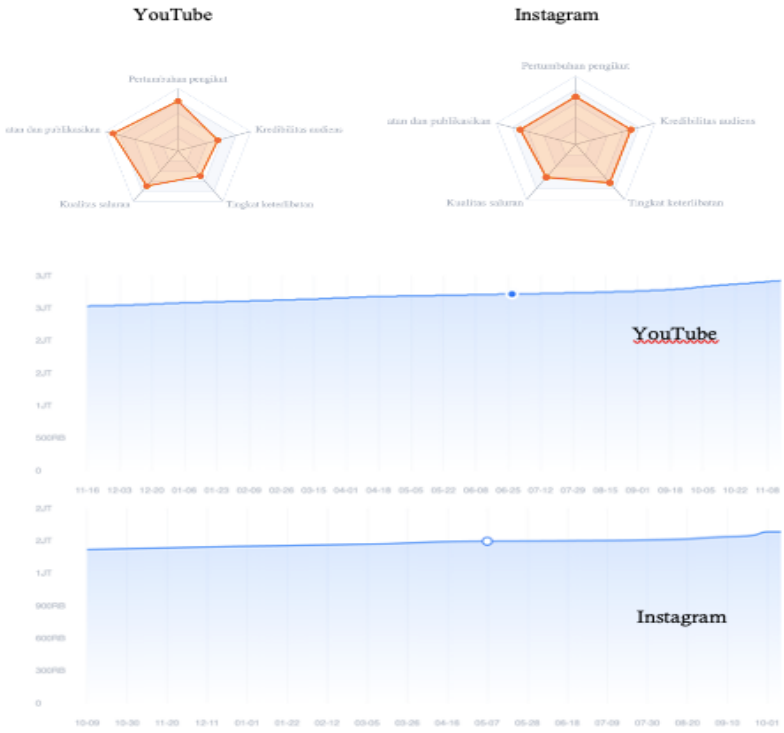 YouTube
Instagram
Pertumbuhan pengikut
dan publikasikan
Kredibilitas audiens
Kualitas saluran
Tingkat keterlibatan
Pertumbuhan pengikut
dan publikasikan
Kredibilitas audiens
Kualitas saluran
Tingkat keterlibatan
3JT
3JT
YouTube
2JT
2JT
1JT
500RB
0
11-16 12-03 12-20 01-06 01-23 02-09 02-26 03-15 04-01 04-18 05-05 05-22 06-08 06-25 07-12 07-29 08-15 09-01 09-18 10-05 10-22 11-08
2JT
2JT
1JT
900RB
Instagram
600RB
300RB
0
10-09 10-30 11-20 12-11 01-01 01-22 02-12 03-05 03-26 04-16 05-07 05-28 06-18 07-09 07-30 08-20 09-10 10-01